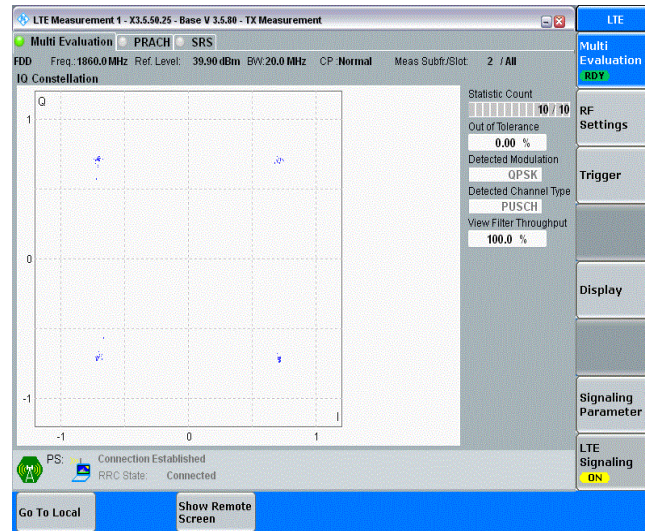 LTE Measurement 1 - X3.5.50.25 - Base V 3.5.80 - TX Measurement
LTE
Multi Evaluation PRACH SRS
Multi
Evaluation
RDY
FDD Freq.: 1860.0 MHz Ref. Level: 39.90 dBm BW: 20.0 MHz CP: Normal Meas Subfr/Slot: 2 / All
IQ Constellation
Statistic Count
10 / 10
Out of Tolerance
0.00 %
Detected Modulation
QPSK
Detected Channel Type
PUSCH
View Filter Throughput
100.0 %
Q
1
0
-1
I
-1 0 1
RF
Settings
Trigger
Display
Signaling
Parameter
LTE
Signaling
ON
PS: Connection Established
RRC State: Connected
Go To Local
Show Remote
Screen